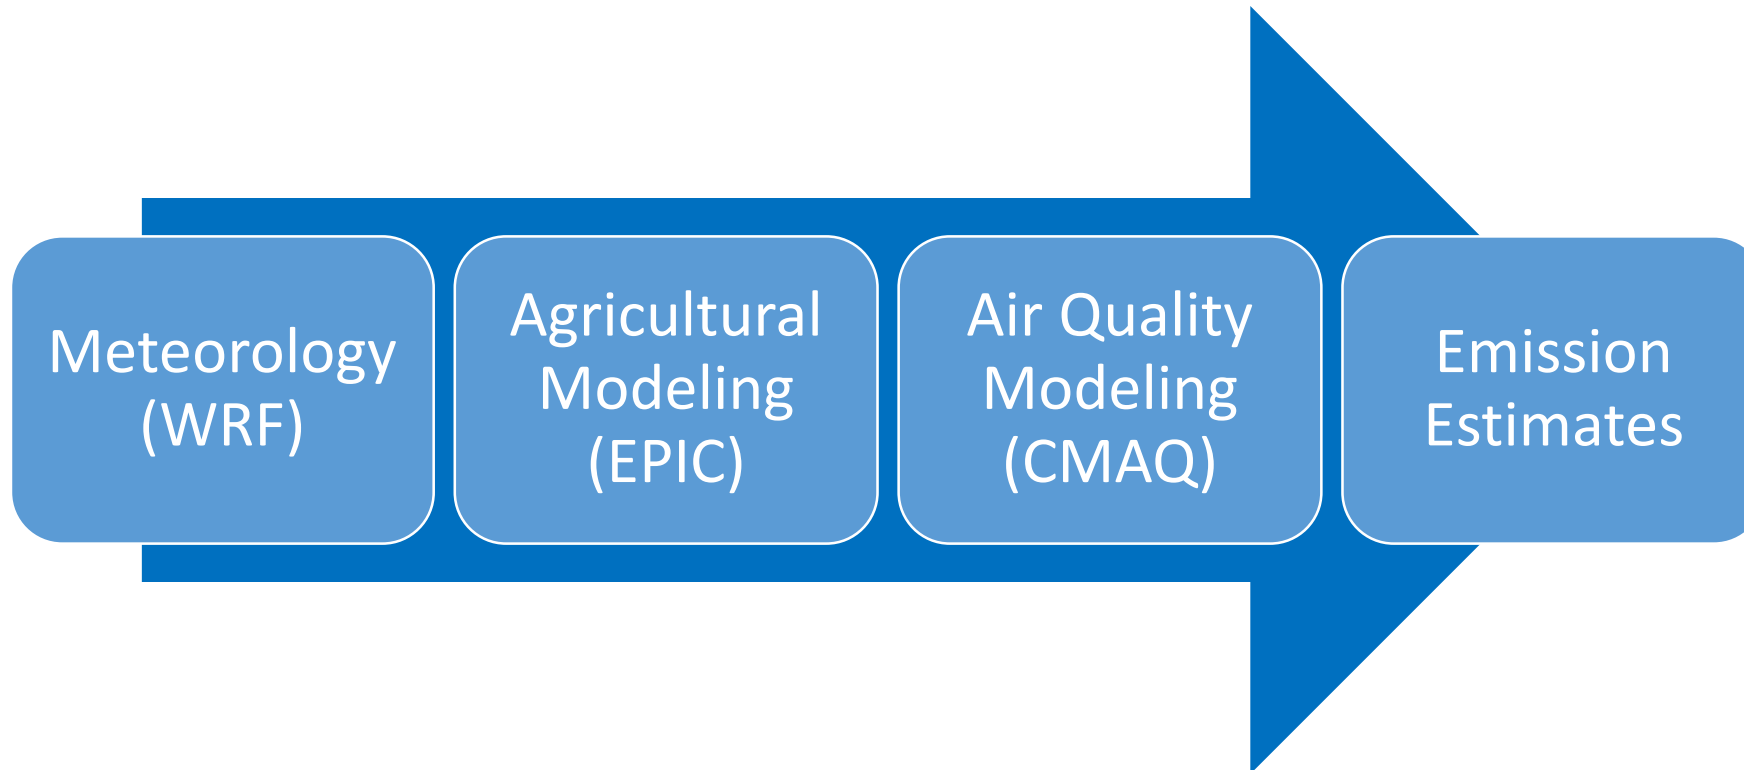 Meteorology
(WRF)
Agricultural
Modeling
(EPIC)
Air Quality
Modeling
(CMAQ)
Emission
Estimates